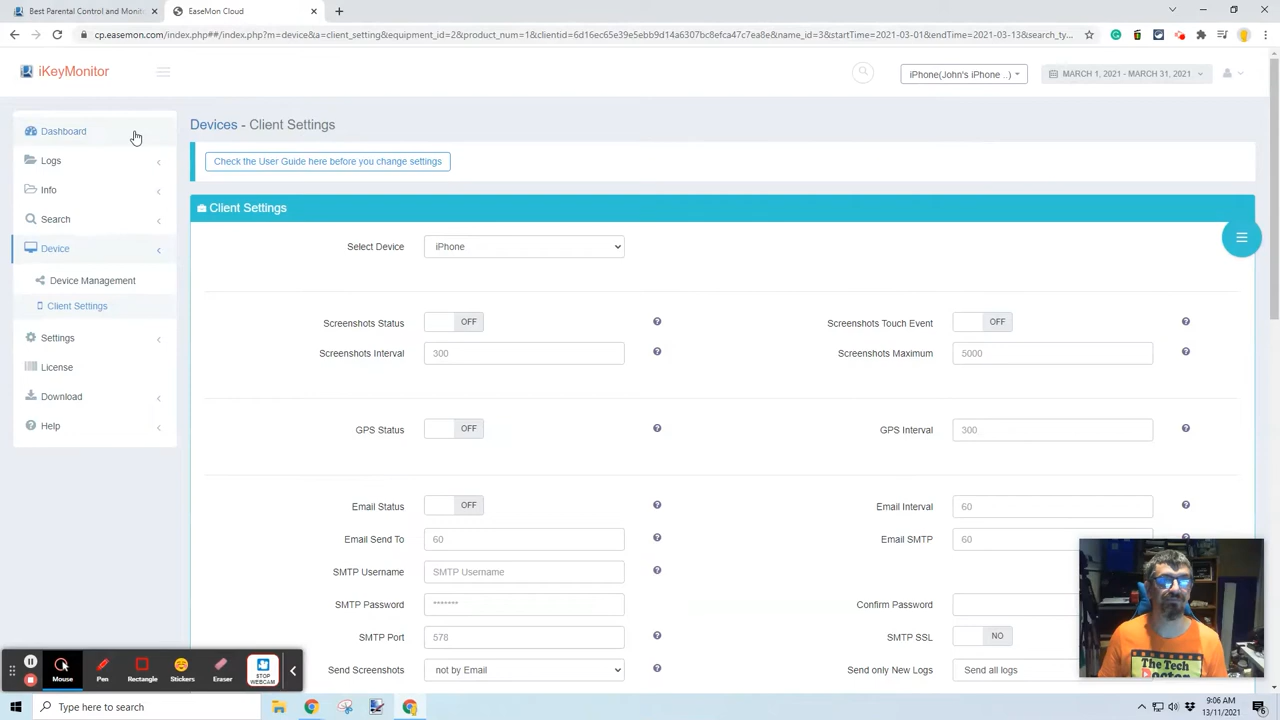 Best Parental Control and Monit
EaseMon Cloud
cp.easemon.com/index.php##/index.php?m=device&a=client_setting&equipment_id=2&product_num=1&clientid=6d16ec65e39e5ebb9d6159630307bc8efca47c7ea8e&name_id=3&startTime=2021-03-01&endTime=2021-03-13&search_ty...
iKeyMonitor
iPhone(John's iPhone ..)
MARCH 1, 2021 - MARCH 31, 2021
Dashboard
Logs
Info
Search
Device
Device Management
Client Settings
Settings
License
Download
Help
Devices - Client Settings
Check the User Guide here before you change settings
Client Settings
Select Device iPhone
Screenshots Status OFF Screenshots Touch Event OFF
Screenshots Interval 300 Screenshots Maximum 5000
GPS Status OFF GPS Interval 300
Email Status OFF Email Interval 60
Email Send To 60 Email SMTP 60
SMTP Username SMTP Username
SMTP Password ******* Confirm Password
SMTP Port 578 SMTP SSL NO
Send Screenshots not by Email Send only New Logs Send all logs
The Tech
Doctor
Mouse Pen Rectangle Stickers Eraser STOP WEBCAM
Type here to search
9:06 AM
13/11/2021
6